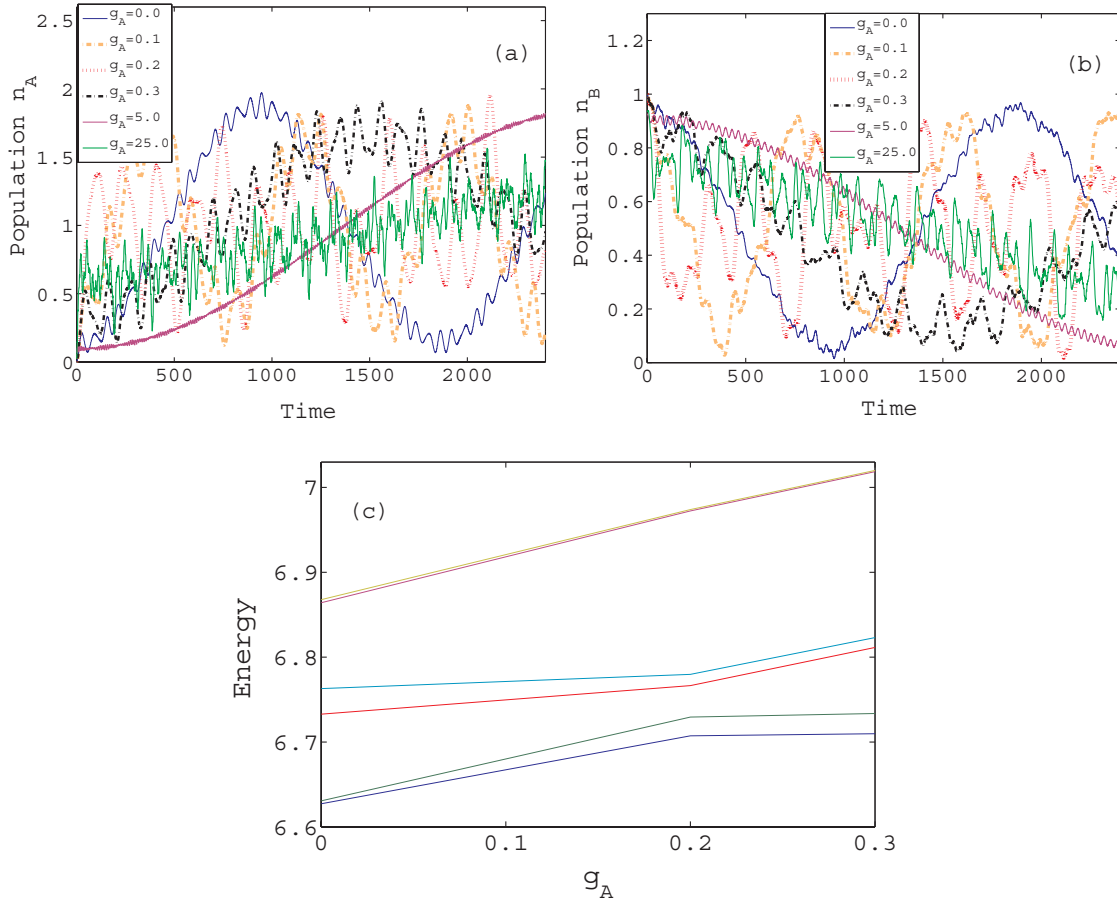 2.5
2
1.5
1
0.5
0
Population n_A
g_A=0.0
g_A=0.1
g_A=0.2
g_A=0.3
g_A=5.0
g_A=25.0
(a)
0 500 1000 1500 2000
Time
1.2
1
0.8
0.6
0.4
0.2
0
Population n_B
g_A=0.0
g_A=0.1
g_A=0.2
g_A=0.3
g_A=5.0
g_A=25.0
(b)
0 500 1000 1500 2000
Time
7
6.9
6.8
6.7
6.6
Energy
(c)
0 0.1 0.2 0.3
g_A